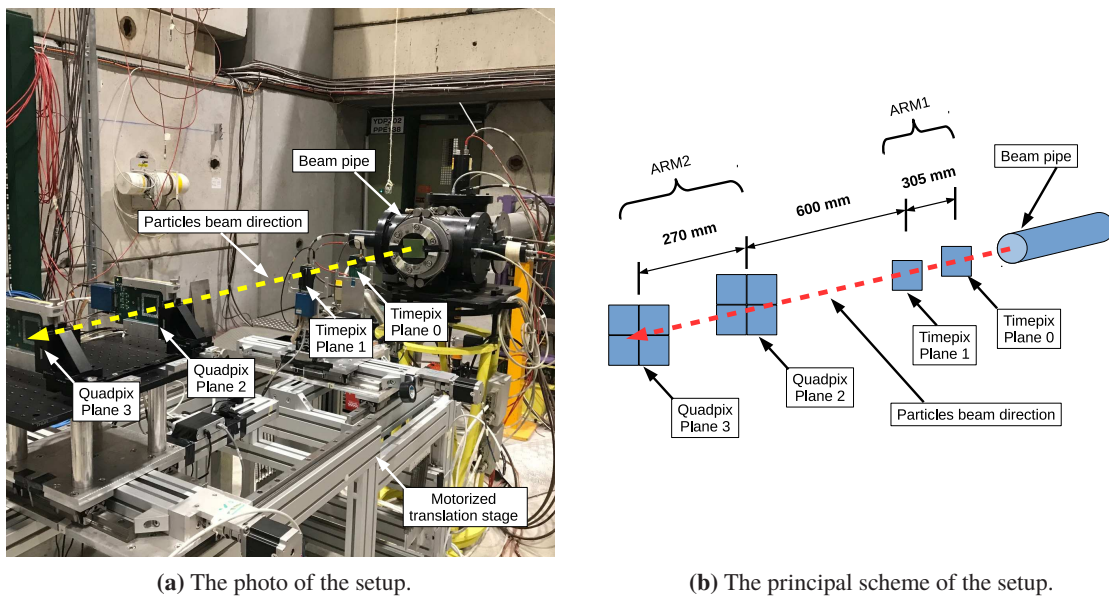 YDP202
PPE138
Beam pipe
Particles beam direction
Timepix
Plane 0
Timepix
Plane 1
Quadpix
Plane 2
Quadpix
Plane 3
Motorized
translation stage
(a) The photo of the setup.
ARM1
ARM2
Beam pipe
305 mm
600 mm
270 mm
Timepix
Plane 0
Timepix
Plane 1
Quadpix
Plane 2
Particles beam direction
Quadpix
Plane 3
(b) The principal scheme of the setup.